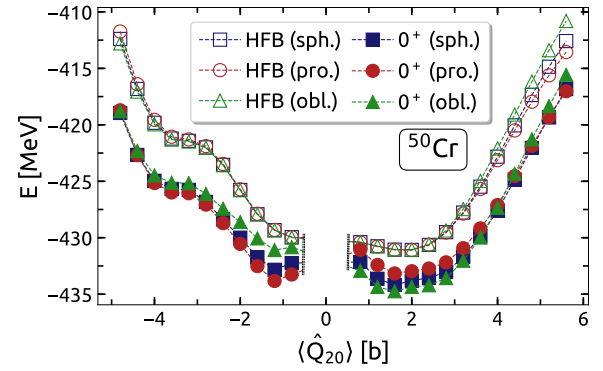 HFB (sph.) 0⁺ (sph.)
HFB (pro.) 0⁺ (pro.)
HFB (obl.) 0⁺ (obl.)
⁵⁰Cr
E [MeV]
−410
−415
−420
−425
−430
−435
−4 −2 0 2 4 6
⟨Q̂₂₀⟩ [b]